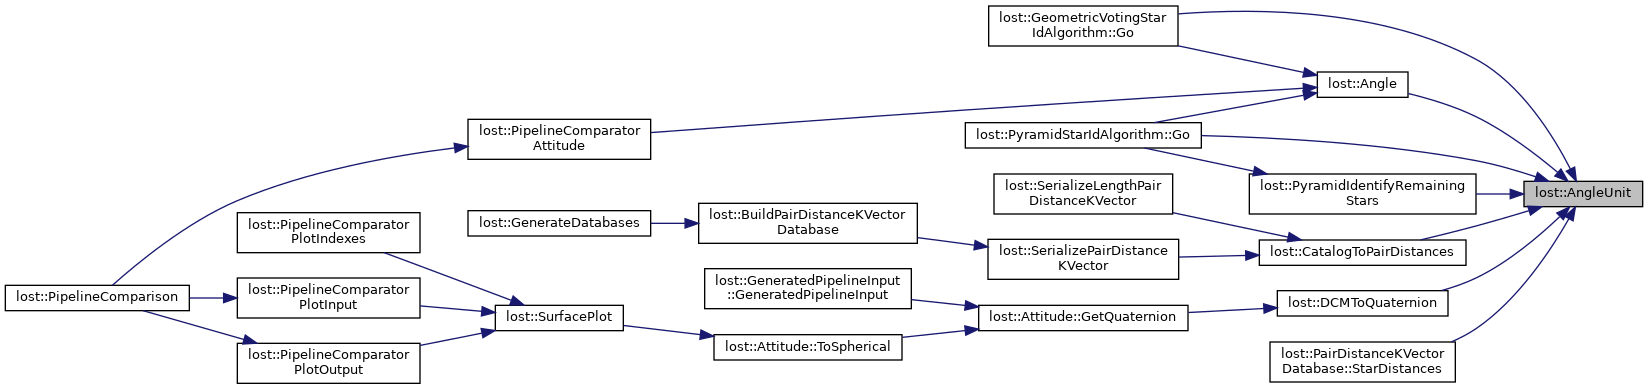 lost::GeometricVotingStar
IdAlgorithm::Go
lost::Angle
lost::PipelineComparator
Attitude
lost::PyramidStarIdAlgorithm::Go
lost::AngleUnit
lost::PyramidIdentifyRemaining
Stars
lost::SerializeLengthPair
DistanceKVector
lost::BuildPairDistanceKVector
Database
lost::GenerateDatabases
lost::PipelineComparator
PlotIndexes
lost::SerializePairDistance
KVector
lost::CatalogToPairDistances
lost::GeneratedPipelineInput
::GeneratedPipelineInput
lost::PipelineComparator
PlotInput
lost::PipelineComparison
lost::SurfacePlot
lost::Attitude::GetQuaternion
lost::DCMToQuaternion
lost::Attitude::ToSpherical
lost::PipelineComparator
PlotOutput
lost::PairDistanceKVector
Database::StarDistances